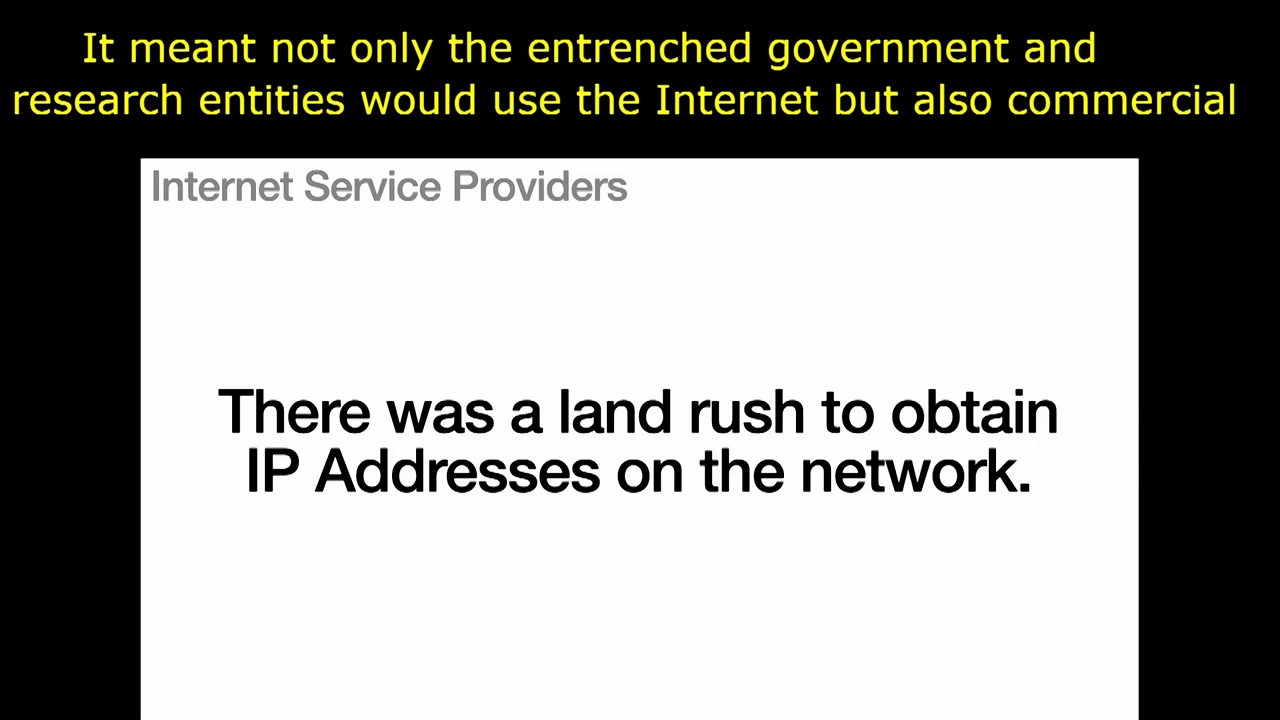 It meant not only the entrenched government and
research entities would use the Internet but also commercial
Internet Service Providers
There was a land rush to obtain
IP Addresses on the network.